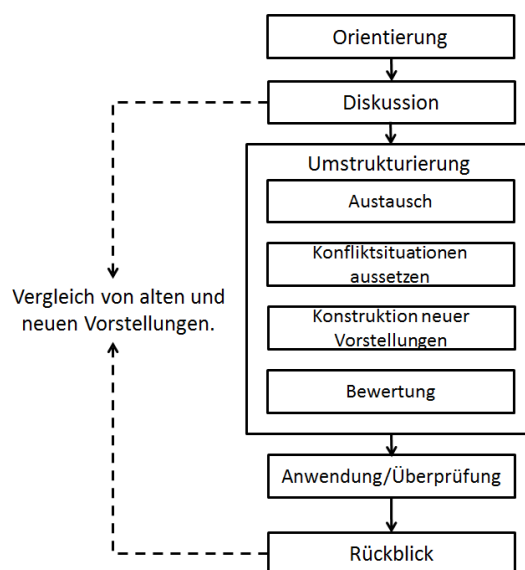 Orientierung
Diskussion
Umstrukturierung
Austausch
Konfliktsituationen
aussetzen
Konstruktion neuer
Vorstellungen
Bewertung
Vergleich von alten und
neuen Vorstellungen.
Anwendung/Überprüfung
Rückblick